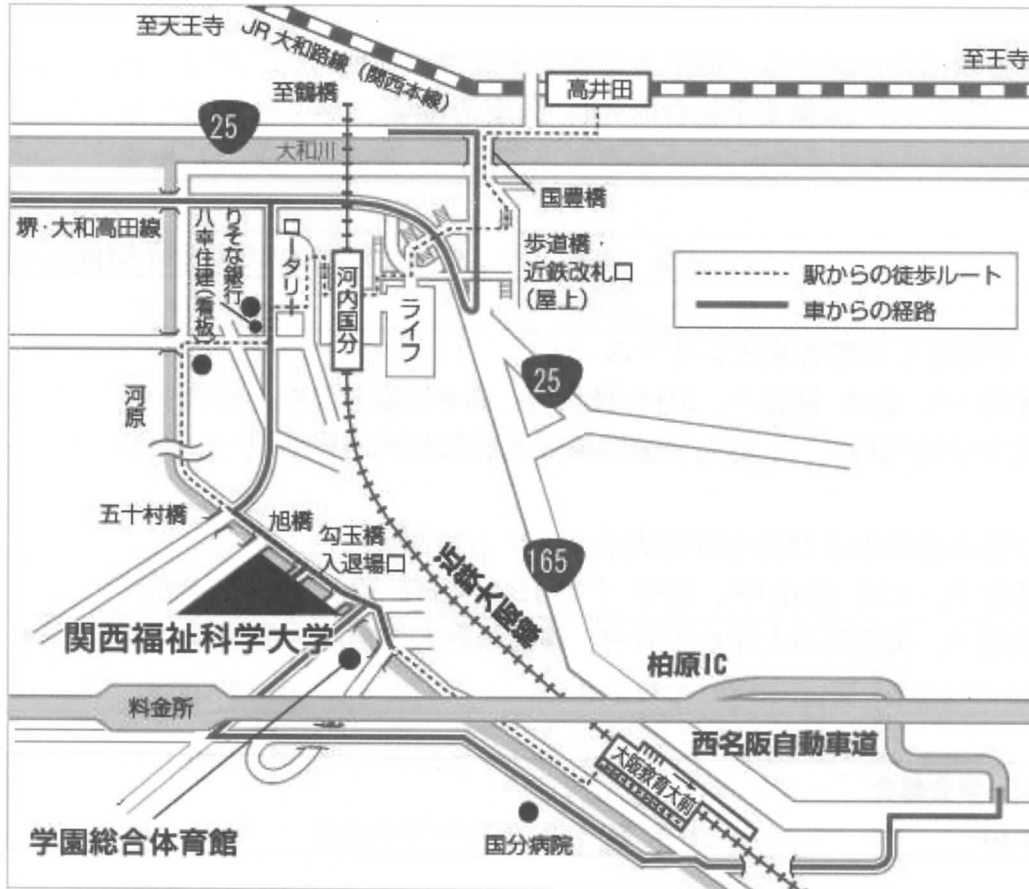 至天王寺
JR大和路線(関西本線)
至王寺
至鶴橋
高井田
25
大和川
国豊橋
堺・大和高田線
りそな銀行
八幸住建(看板)
ロータリー
河内国分
ライフ
歩道橋・
近鉄改札口
(屋上)
駅からの徒歩ルート
車からの経路
25
河原
五十村橋
旭橋
勾玉橋
入退場口
165
近鉄大阪線
関西福祉科学大学
柏原IC
料金所
西名阪自動車道
大阪教育大前
学園総合体育館
国分病院